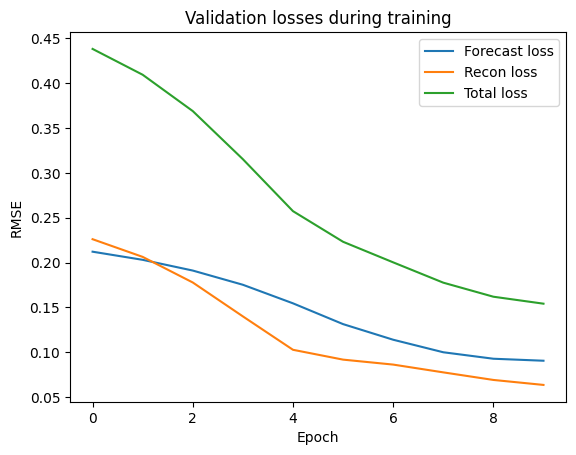 Validation losses during training
0.45
0.40
0.35
0.30
0.25
0.20
0.15
0.10
0.05
RMSE
Forecast loss
Recon loss
Total loss
0
2
4
6
8
Epoch